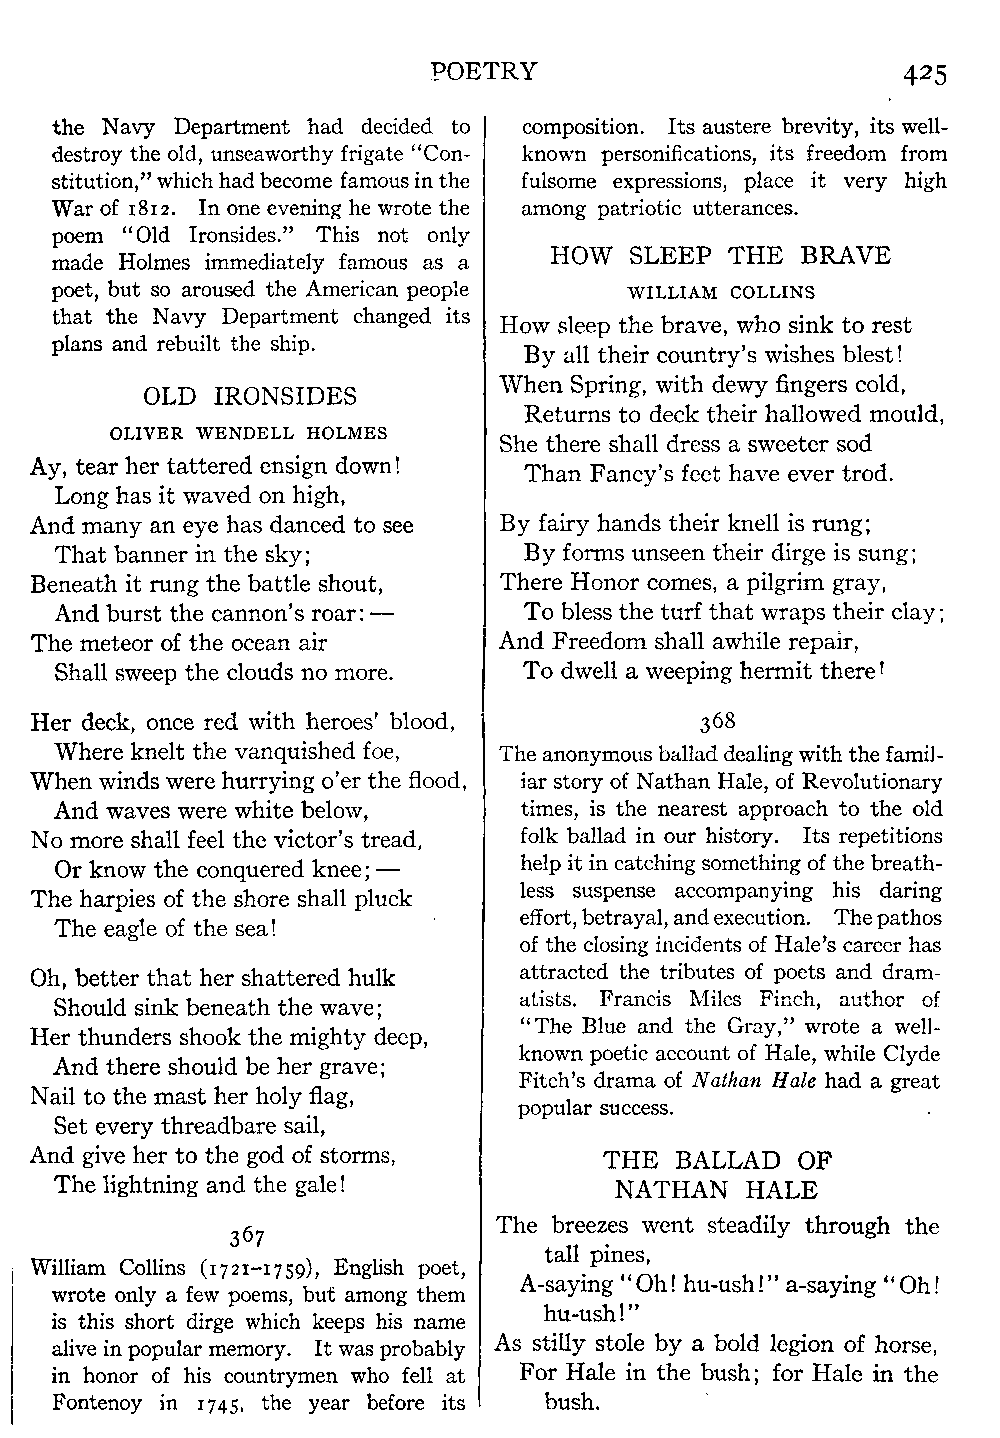 POETRY 425
the Navy Department had decided to
destroy the old, unseaworthy frigate “Con-
stitution,” which had become famous in the
War of 1812. In one evening he wrote the
poem “Old Ironsides.” This not only
made Holmes immediately famous as a
poet, but so aroused the American people
that the Navy Department changed its
plans and rebuilt the ship.
OLD IRONSIDES
OLIVER WENDELL HOLMES
Ay, tear her tattered ensign down!
Long has it waved on high,
And many an eye has danced to see
That banner in the sky;
Beneath it rung the battle shout,
And burst the cannon’s roar: —
The meteor of the ocean air
Shall sweep the clouds no more.
Her deck, once red with heroes’ blood,
Where knelt the vanquished foe,
When winds were hurrying o’er the flood,
And waves were white below,
No more shall feel the victor’s tread,
Or know the conquered knee; —
The harpies of the shore shall pluck
The eagle of the sea!
Oh, better that her shattered hulk
Should sink beneath the wave;
Her thunders shook the mighty deep,
And there should be her grave;
Nail to the mast her holy flag,
Set every threadbare sail,
And give her to the god of storms,
The lightning and the gale!
367
William Collins (1721–1759), English poet,
wrote only a few poems, but among them
is this short dirge which keeps his name
alive in popular memory. It was probably
in honor of his countrymen who fell at
Fontenoy in 1745, the year before its
composition. Its austere brevity, its well-
known personifications, its freedom from
fulsome expressions, place it very high
among patriotic utterances.
HOW SLEEP THE BRAVE
WILLIAM COLLINS
How sleep the brave, who sink to rest
By all their country’s wishes blest!
When Spring, with dewy fingers cold,
Returns to deck their hallowed mould,
She there shall dress a sweeter sod
Than Fancy’s feet have ever trod.
By fairy hands their knell is rung;
By forms unseen their dirge is sung;
There Honor comes, a pilgrim gray,
To bless the turf that wraps their clay;
And Freedom shall awhile repair,
To dwell a weeping hermit there!
368
The anonymous ballad dealing with the famil-
iar story of Nathan Hale, of Revolutionary
times, is the nearest approach to the old
folk ballad in our history. Its repetitions
help it in catching something of the breath-
less suspense accompanying his daring
effort, betrayal, and execution. The pathos
of the closing incidents of Hale’s career has
attracted the tributes of poets and dram-
atists. Francis Miles Finch, author of
“The Blue and the Gray,” wrote a well-
known poetic account of Hale, while Clyde
Fitch’s drama of Nathan Hale had a great
popular success.
THE BALLAD OF
NATHAN HALE
The breezes went steadily through the
tall pines,
A-saying “Oh! hu-ush!” a-saying “Oh!
hu-ush!”
As stilly stole by a bold legion of horse,
For Hale in the bush; for Hale in the
bush.